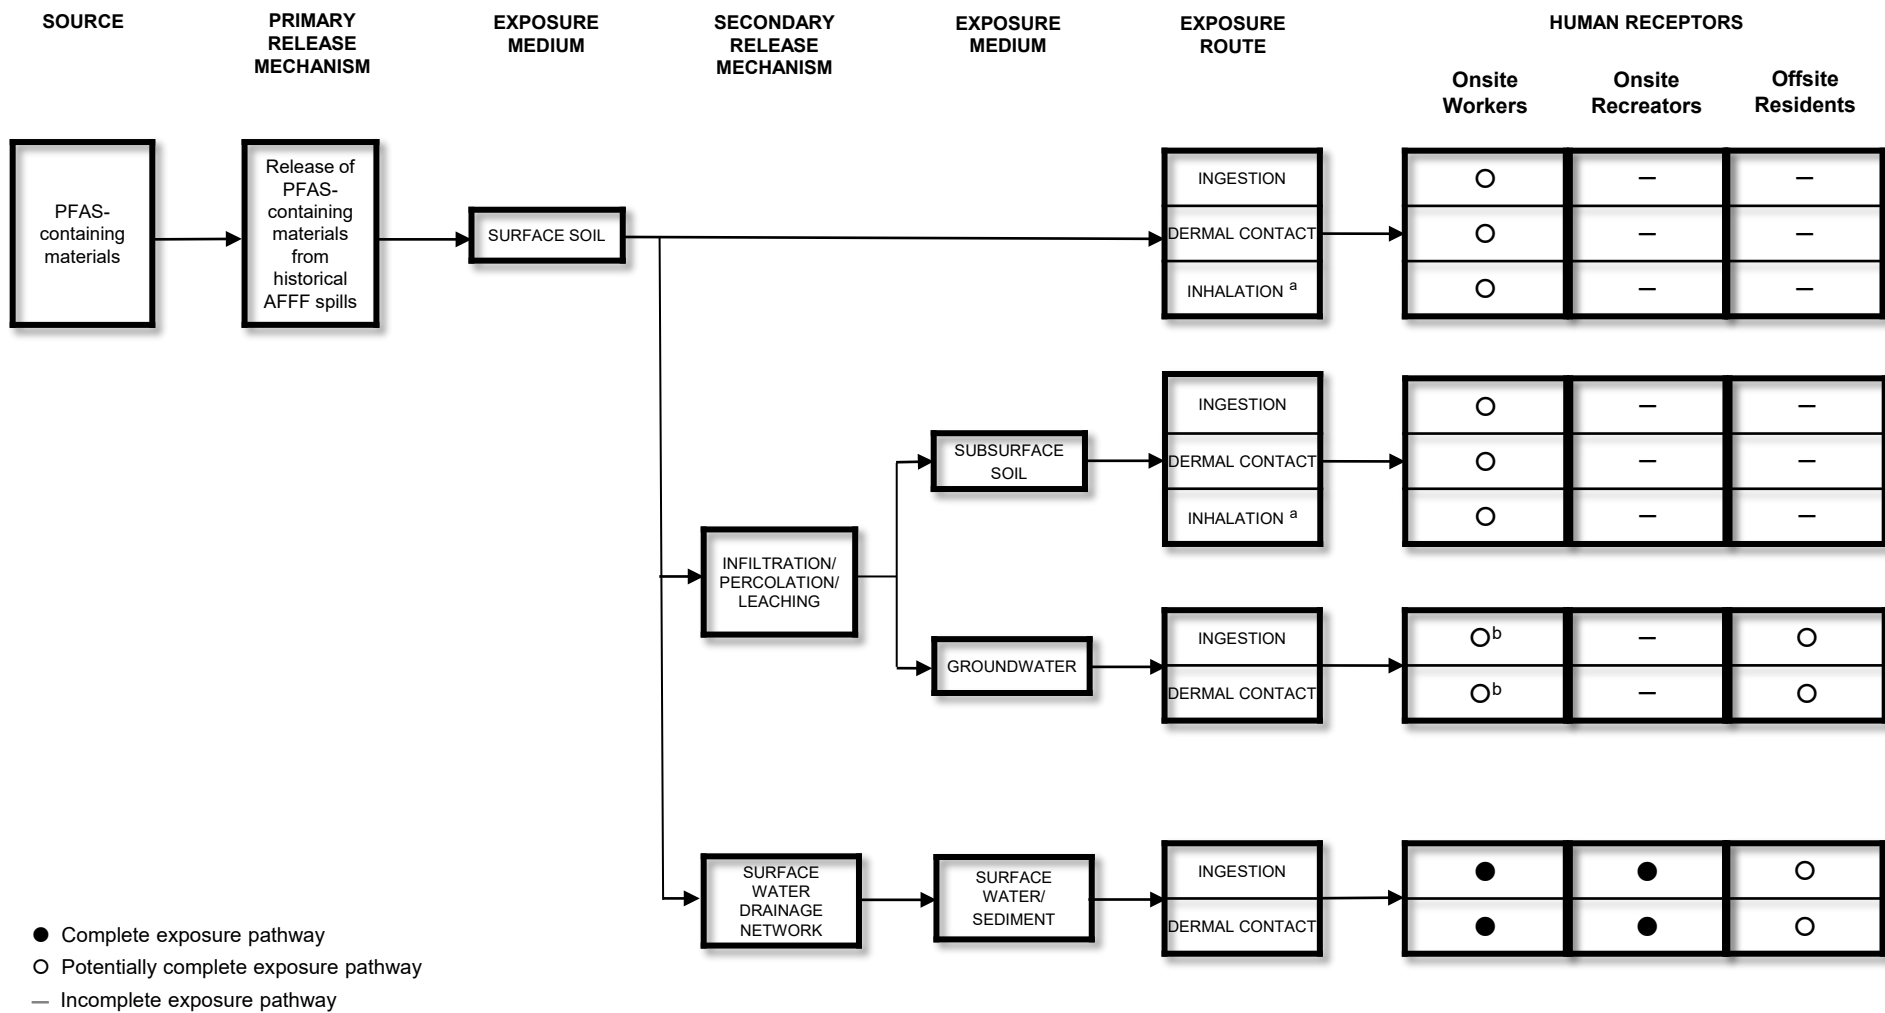 SOURCE
PRIMARY
RELEASE
MECHANISM
EXPOSURE
MEDIUM
SECONDARY
RELEASE
MECHANISM
EXPOSURE
MEDIUM
EXPOSURE
ROUTE
HUMAN RECEPTORS
Onsite
Workers
Onsite
Recreators
Offsite
Residents
PFAS-
containing
materials
Release of
PFAS-
containing
materials
from
historical
AFFF spills
SURFACE SOIL
INGESTION
DERMAL CONTACT
INHALATION a
– –
– –
– –
SUBSURFACE
SOIL
INGESTION
DERMAL CONTACT
INHALATION a
– –
– –
– –
INFILTRATION/
PERCOLATION/
LEACHING
GROUNDWATER
INGESTION
DERMAL CONTACT
b –
b –
SURFACE
WATER
DRAINAGE
NETWORK
SURFACE
WATER/
SEDIMENT
INGESTION
DERMAL CONTACT
Complete exposure pathway
Potentially complete exposure pathway
– Incomplete exposure pathway